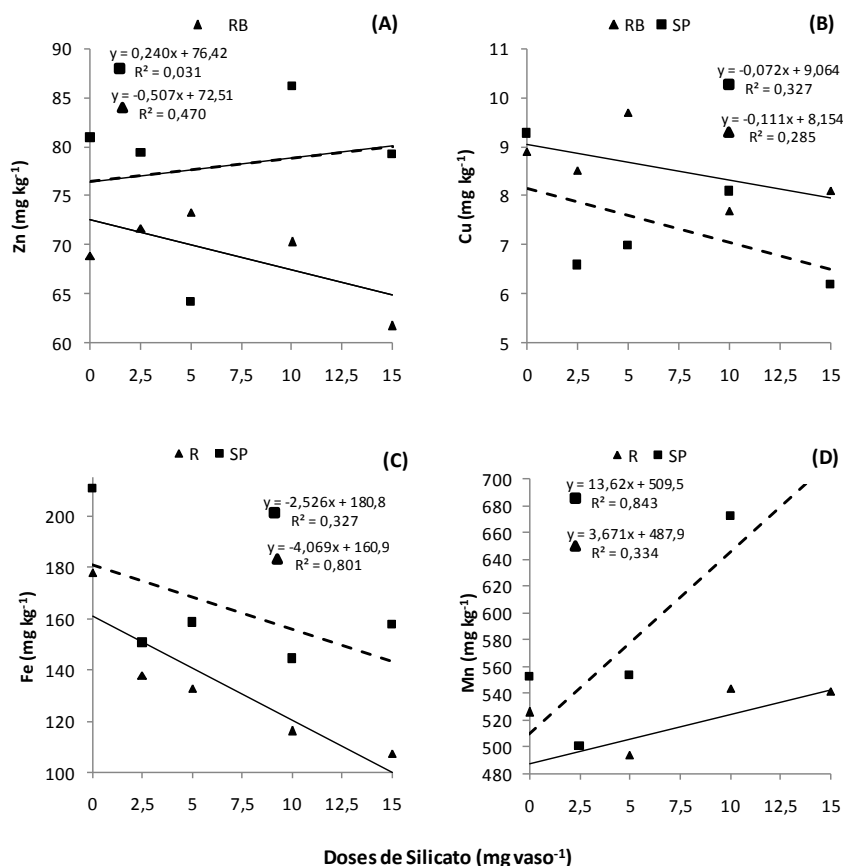 RB
(A)
90
85
80
75
70
65
60
Zn (mg kg⁻¹)
y = 0,240x + 76,42
R² = 0,031
y = -0,507x + 72,51
R² = 0,470
0 2,5 5 7,5 10 12,5 15
RB SP
(B)
11
10
9
8
7
6
5
Cu (mg kg⁻¹)
y = -0,072x + 9,064
R² = 0,327
y = -0,111x + 8,154
R² = 0,285
0 2,5 5 7,5 10 12,5 15
R SP
(C)
200
180
160
140
120
100
Fe (mg kg⁻¹)
y = -2,526x + 180,8
R² = 0,327
y = -4,069x + 160,9
R² = 0,801
0 2,5 5 7,5 10 12,5 15
R SP
(D)
700
680
660
640
620
600
580
560
540
520
500
480
Mn (mg kg⁻¹)
y = 13,62x + 509,5
R² = 0,843
y = 3,671x + 487,9
R² = 0,334
0 2,5 5 7,5 10 12,5 15
Doses de Silicato (mg vaso⁻¹)